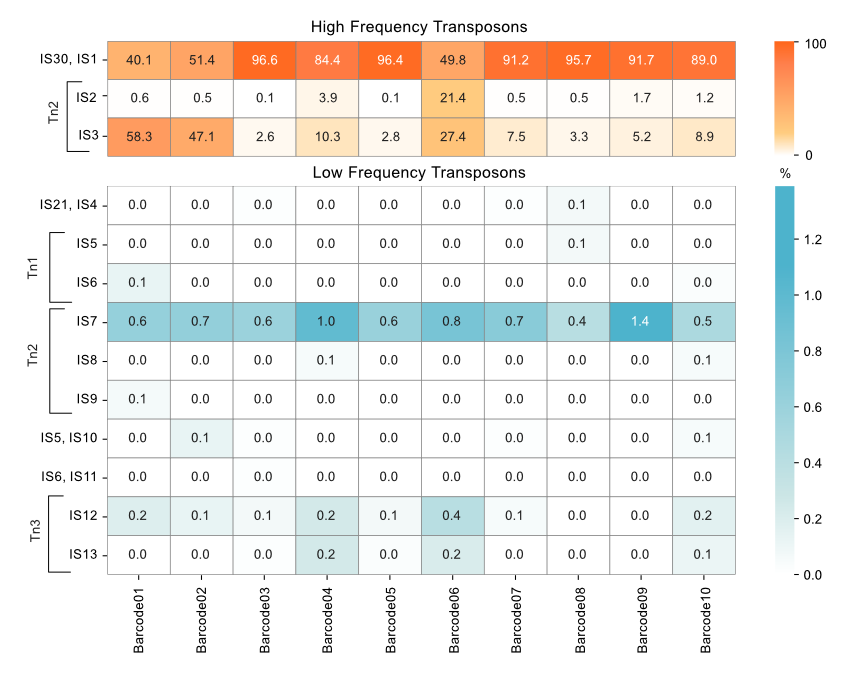 High Frequency Transposons
IS30, IS1 40.1 51.4 96.6 84.4 96.4 49.8 91.2 95.7 91.7 89.0
Tn2
IS2 0.6 0.5 0.1 3.9 0.1 21.4 0.5 0.5 1.7 1.2
IS3 58.3 47.1 2.6 10.3 2.8 27.4 7.5 3.3 5.2 8.9
100
0
%
Low Frequency Transposons
IS21, IS4 0.0 0.0 0.0 0.0 0.0 0.0 0.0 0.1 0.0 0.0
Tn1
IS5 0.0 0.0 0.0 0.0 0.0 0.0 0.0 0.1 0.0 0.0
IS6 0.1 0.0 0.0 0.0 0.0 0.0 0.0 0.0 0.0 0.0
Tn2
IS7 0.6 0.7 0.6 1.0 0.6 0.8 0.7 0.4 1.4 0.5
IS8 0.0 0.0 0.0 0.1 0.0 0.0 0.0 0.0 0.0 0.1
IS9 0.1 0.0 0.0 0.0 0.0 0.0 0.0 0.0 0.0 0.0
IS5, IS10 0.0 0.1 0.0 0.0 0.0 0.0 0.0 0.0 0.0 0.1
IS6, IS11 0.0 0.0 0.0 0.0 0.0 0.0 0.0 0.0 0.0 0.0
Tn3
IS12 0.2 0.1 0.1 0.2 0.1 0.4 0.1 0.0 0.0 0.2
IS13 0.0 0.0 0.0 0.2 0.0 0.2 0.0 0.0 0.0 0.1
1.2
1.0
0.8
0.6
0.4
0.2
0.0
Barcode01
Barcode02
Barcode03
Barcode04
Barcode05
Barcode06
Barcode07
Barcode08
Barcode09
Barcode10